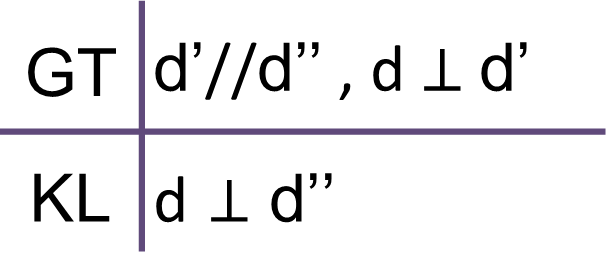 GT d’//d’’ , d ⊥ d’
KL d ⊥ d’’